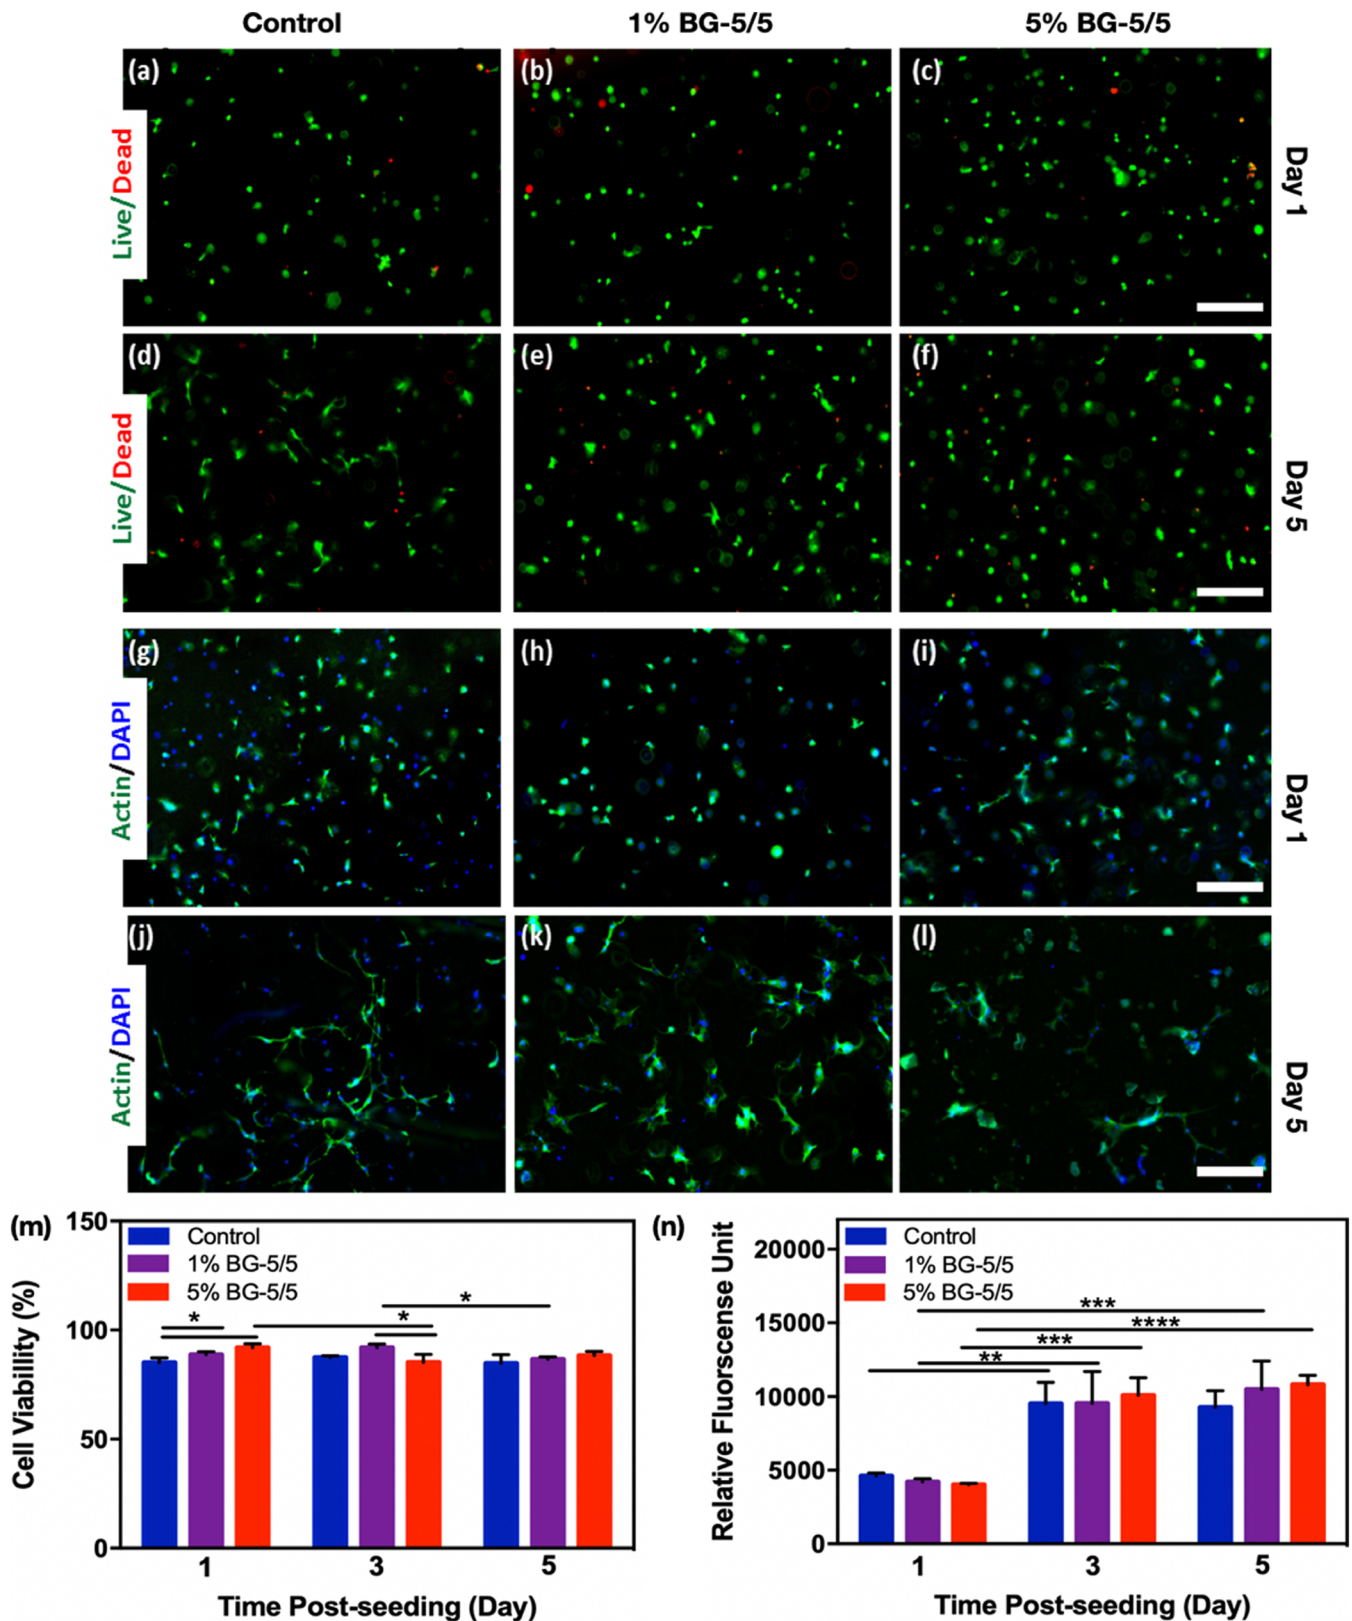 Control 1% BG-5/5 5% BG-5/5
(a) (b) (c)
Live/Dead
Day 1
(d) (e) (f)
Live/Dead
Day 5
(g) (h) (i)
Actin/DAPI
Day 1
(j) (k) (l)
Actin/DAPI
Day 5
(m)
Cell Viability (%)
150
100
50
0
Control
1% BG-5/5
5% BG-5/5
*
*
*
1 3 5
Time Post-seeding (Day)
(n)
Relative Fluorescense Unit
20000
15000
10000
5000
0
Control
1% BG-5/5
5% BG-5/5
***
****
***
**
1 3 5
Time Post-seeding (Day)